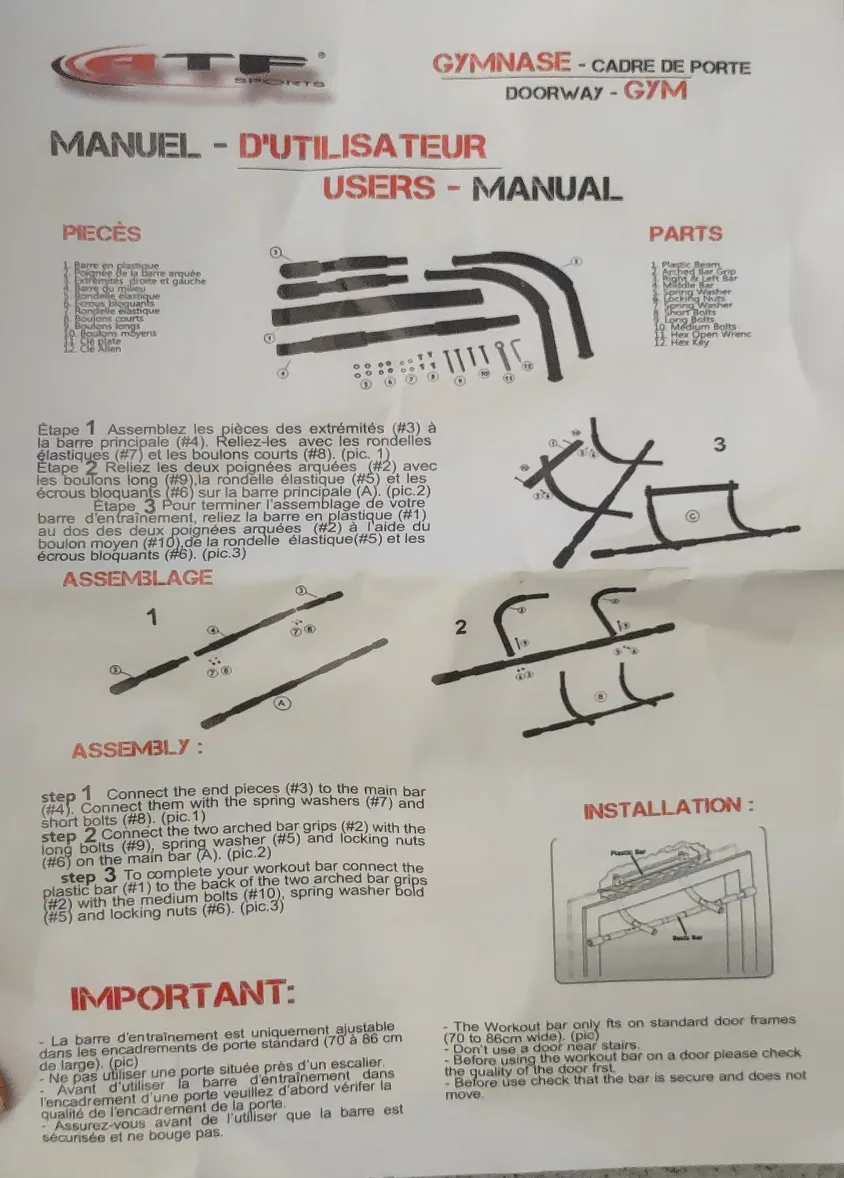 ATF®
SPORTS
GYMNASE - CADRE DE PORTE
DOORWAY - GYM
MANUEL - D'UTILISATEUR
USERS - MANUAL
PIECÈS
1. Barre en plastique
2. Poignée de la barre arquée
3. Extrémités droite et gauche
4. Barre du milieu
5. Rondelle élastique
6. Écrous bloquants
7. Rondelle élastique
8. Boulons courts
9. Boulons longs
10. Boulons moyens
11. Clé plate
12. Clé Allen
PARTS
1. Plastic Beam
2. Arched Bar Grip
3. Right & Left Bar
4. Middle Bar
5. Spring Washer
6. Locking Nuts
7. Spring Washer
8. Short Bolts
9. Long Bolts
10. Medium Bolts
11. Hex Open Wrenc
12. Hex Key
3
2
1
4
5 6 7 8 9 10 11 12
Étape 1 Assemblez les pièces des extrémités (#3) à
la barre principale (#4). Reliez-les avec les rondelles
élastiques (#7) et les boulons courts (#8). (pic. 1)
Étape 2 Reliez les deux poignées arquées (#2) avec
les boulons long (#9),la rondelle élastique (#5) et les
écrous bloquants (#6) sur la barre principale (A). (pic.2)
Étape 3 Pour terminer l'assemblage de votre
barre d'entraînement, reliez la barre en plastique (#1)
au dos des deux poignées arquées (#2) à l'aide du
boulon moyen (#10),de la rondelle élastique(#5) et les
écrous bloquants (#6). (pic.3)
3
C
ASSEMBLAGE
1
3
4
7 8
3
7 8
A
2
B
ASSEMBLY :
step 1 Connect the end pieces (#3) to the main bar
(#4). Connect them with the spring washers (#7) and
short bolts (#8). (pic.1)
step 2 Connect the two arched bar grips (#2) with the
long bolts (#9), spring washer (#5) and locking nuts
(#6) on the main bar (A). (pic.2)
step 3 To complete your workout bar connect the
plastic bar (#1) to the back of the two arched bar grips
(#2) with the medium bolts (#10), spring washer bold
(#5) and locking nuts (#6). (pic.3)
INSTALLATION :
Plastic Bar
IMPORTANT:
- La barre d'entraînement est uniquement ajustable
dans les encadrements de porte standard (70 à 86 cm
de large). (pic)
- Ne pas utiliser une porte située près d'un escalier.
- Avant d'utiliser la barre d'entraînement dans
l'encadrement d'une porte veuillez d'abord vérifer la
qualité de l'encadrement de la porte.
- Assurez-vous avant de l'utiliser que la barre est
sécurisée et ne bouge pas.
- The Workout bar only fts on standard door frames
(70 to 86cm wide). (pic)
- Don't use a door near stairs.
- Before using the workout bar on a door please check
the quality of the door frst.
- Before use check that the bar is secure and does not
move.